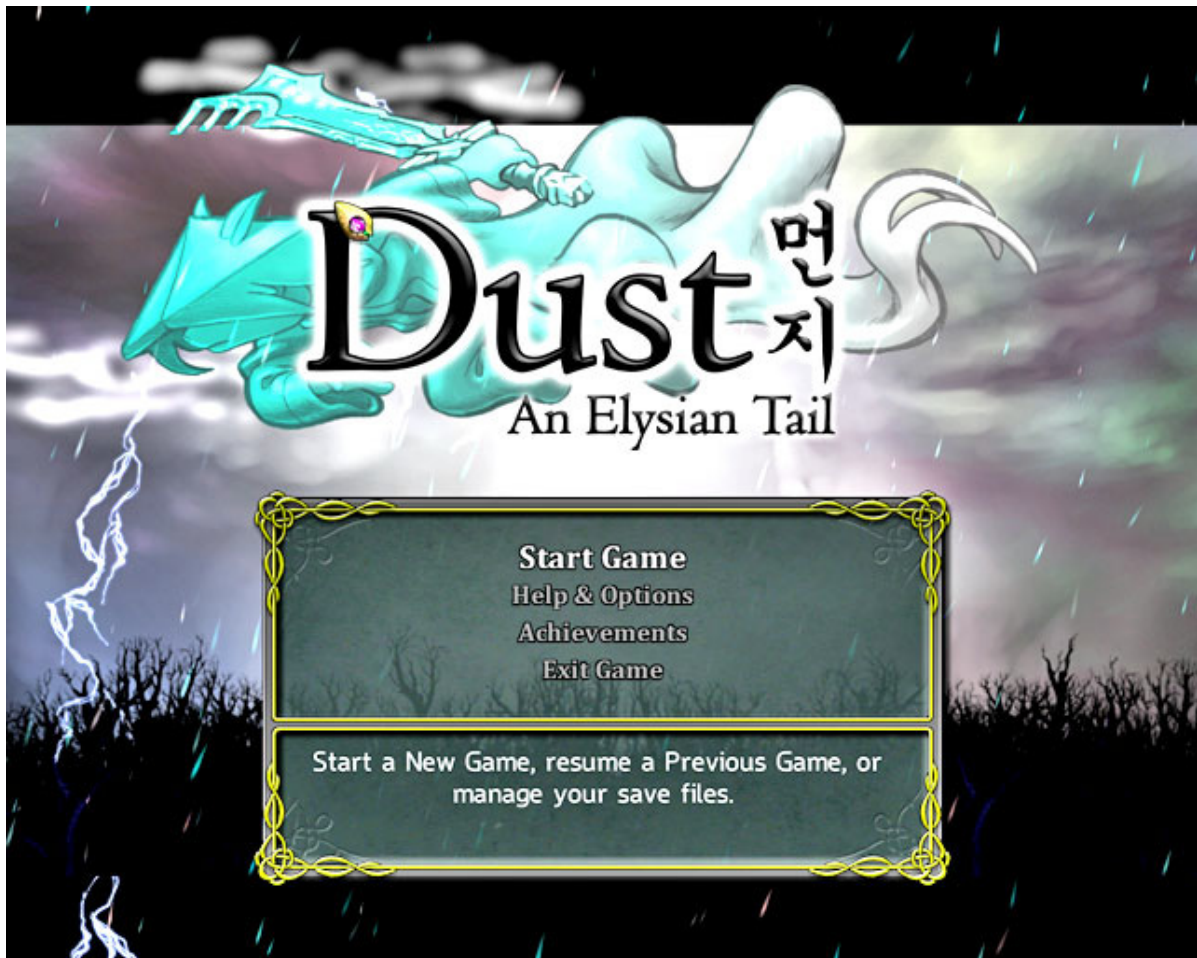 Dust
먼지
An Elysian Tail
Start Game
Help & Options
Achievements
Exit Game
Start a New Game, resume a Previous Game, or
manage your save files.